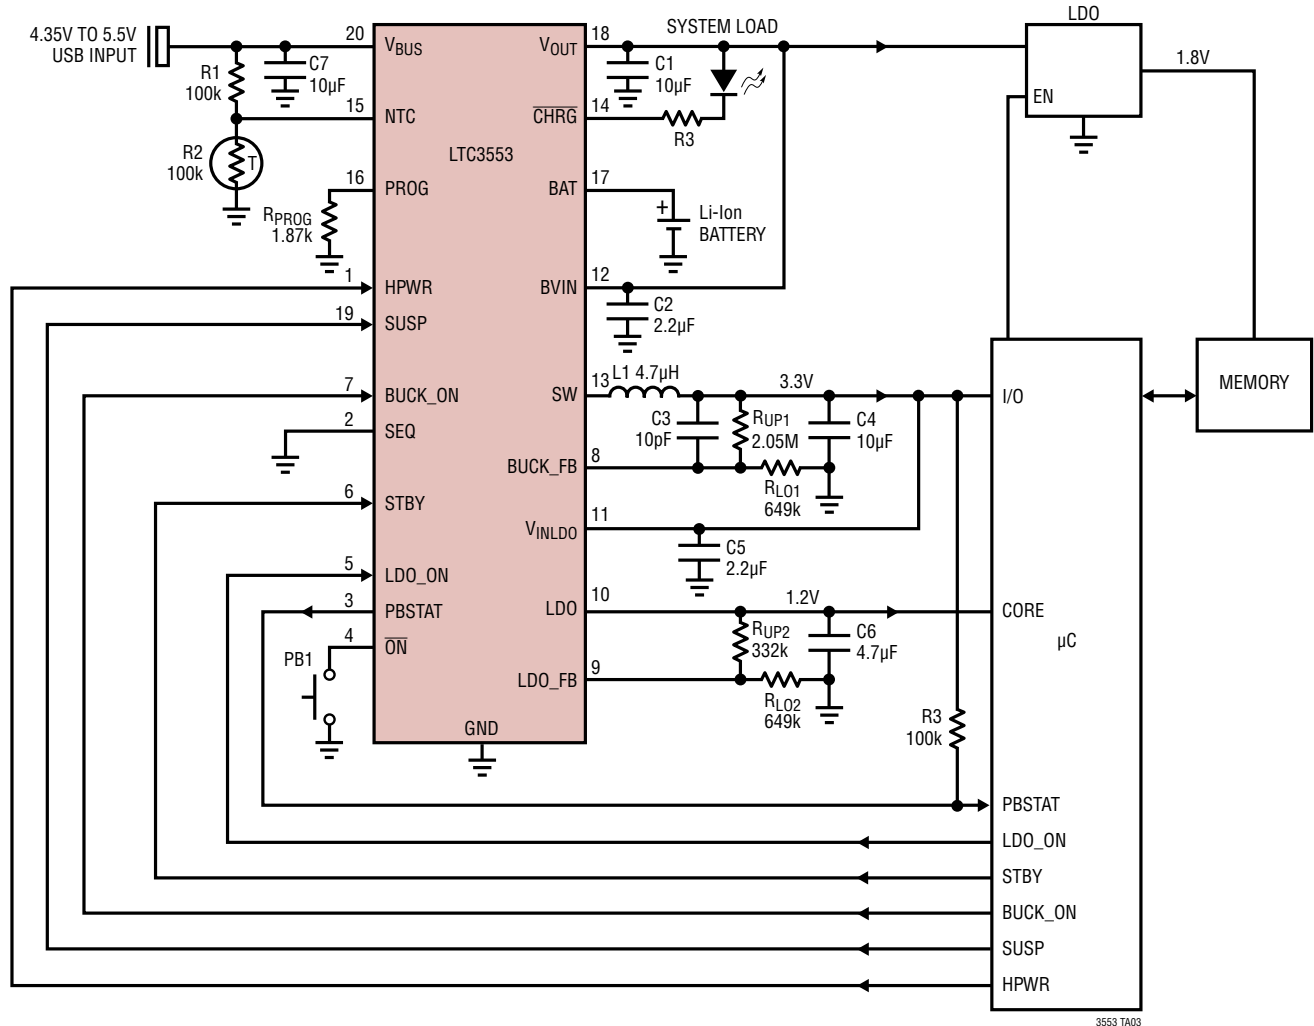 4.35V TO 5.5V
USB INPUT
R1
100k
C7
10µF
R2
100k
T
RPROG
1.87k
20
VBUS
15
NTC
16
PROG
1
HPWR
19
SUSP
7
BUCK_ON
2
SEQ
6
STBY
5
LDO_ON
3
PBSTAT
4
ON
PB1
LTC3553
GND
VOUT
18
SYSTEM LOAD
C1
10µF
CHRG
14
R3
BAT
17
+
Li-Ion
BATTERY
BVIN
12
C2
2.2µF
SW
13
L1 4.7µH
3.3V
C3
10pF
RUP1
2.05M
C4
10µF
BUCK_FB
8
RLO1
649k
VINLDO
11
C5
2.2µF
LDO
10
1.2V
RUP2
332k
C6
4.7µF
LDO_FB
9
RLO2
649k
R3
100k
LDO
EN
1.8V
MEMORY
I/O
CORE
µC
PBSTAT
LDO_ON
STBY
BUCK_ON
SUSP
HPWR
3553 TA03